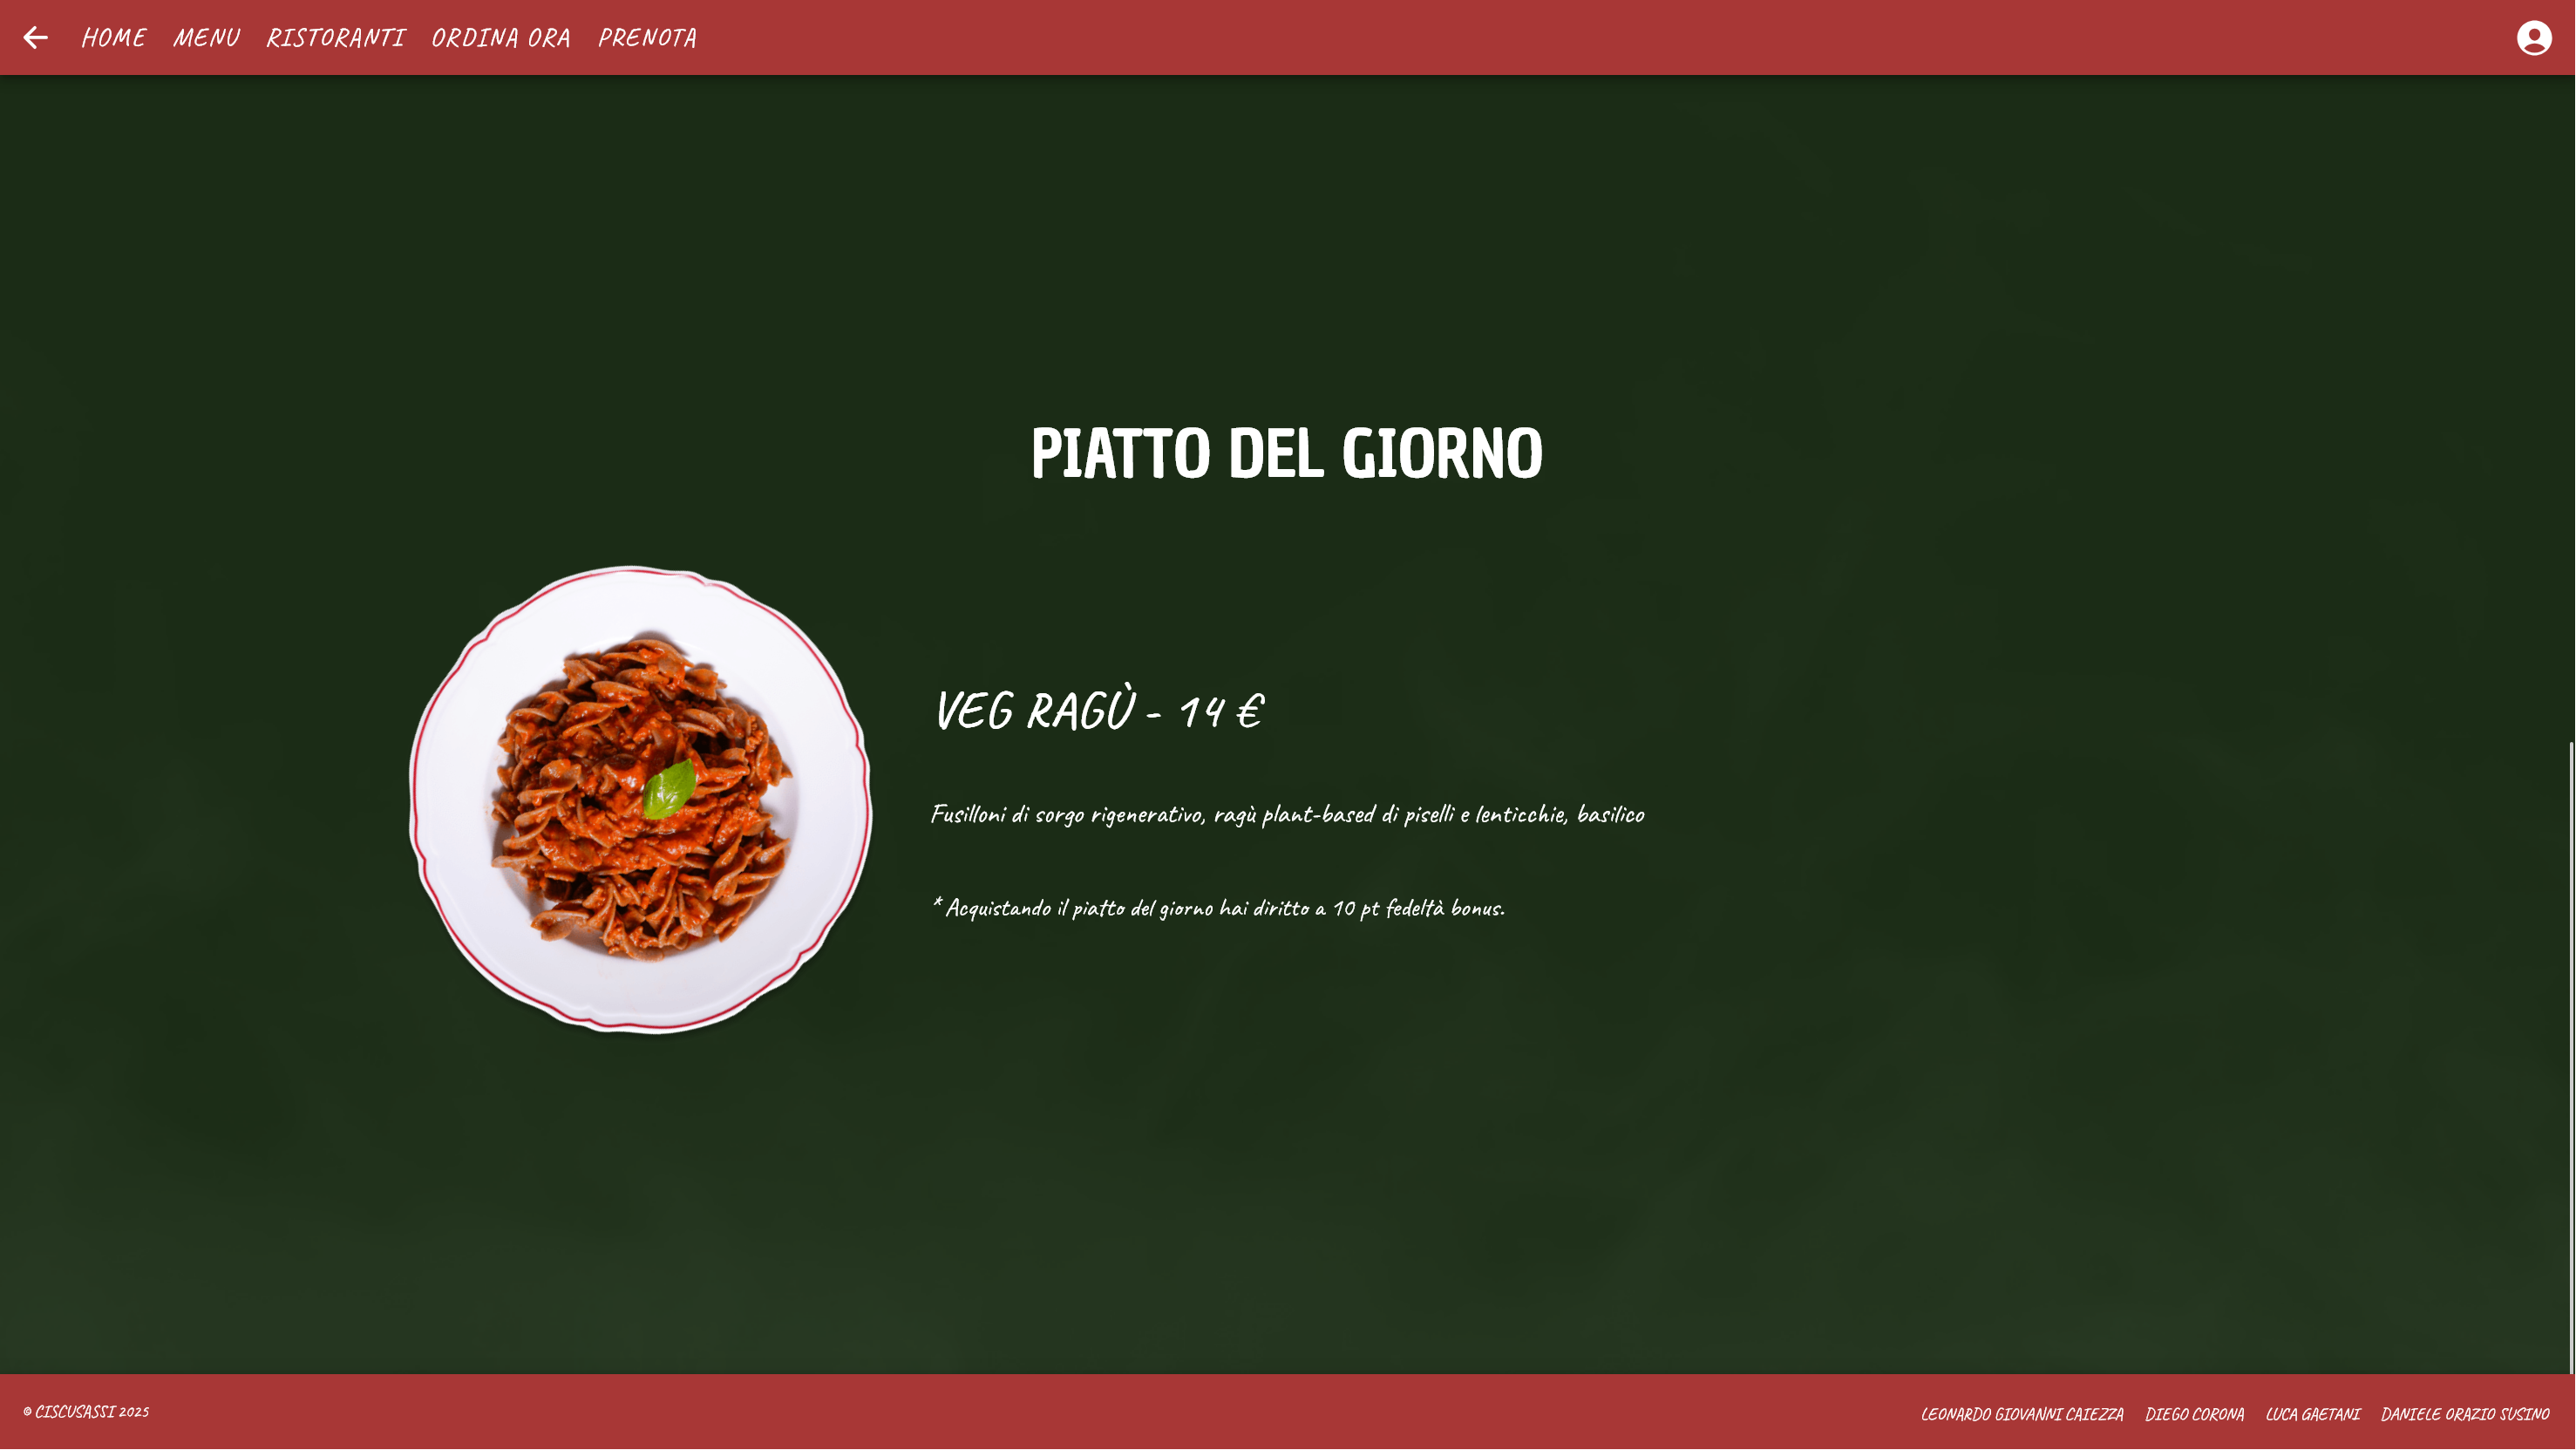 HOME MENU RISTORANTI ORDINA ORA PRENOTA
PIATTO DEL GIORNO
VEG RAGÙ - 14 €
Fusilloni di sorgo rigenerativo, ragù plant-based di piselli e lenticchie, basilico
* Acquistando il piatto del giorno hai diritto a 10 pt fedeltà bonus.
© CISCUSASSI 2025
LEONARDO GIOVANNI CAIEZZA DIEGO CORONA LUCA GAETANI DANIELE ORAZIO SUSINO